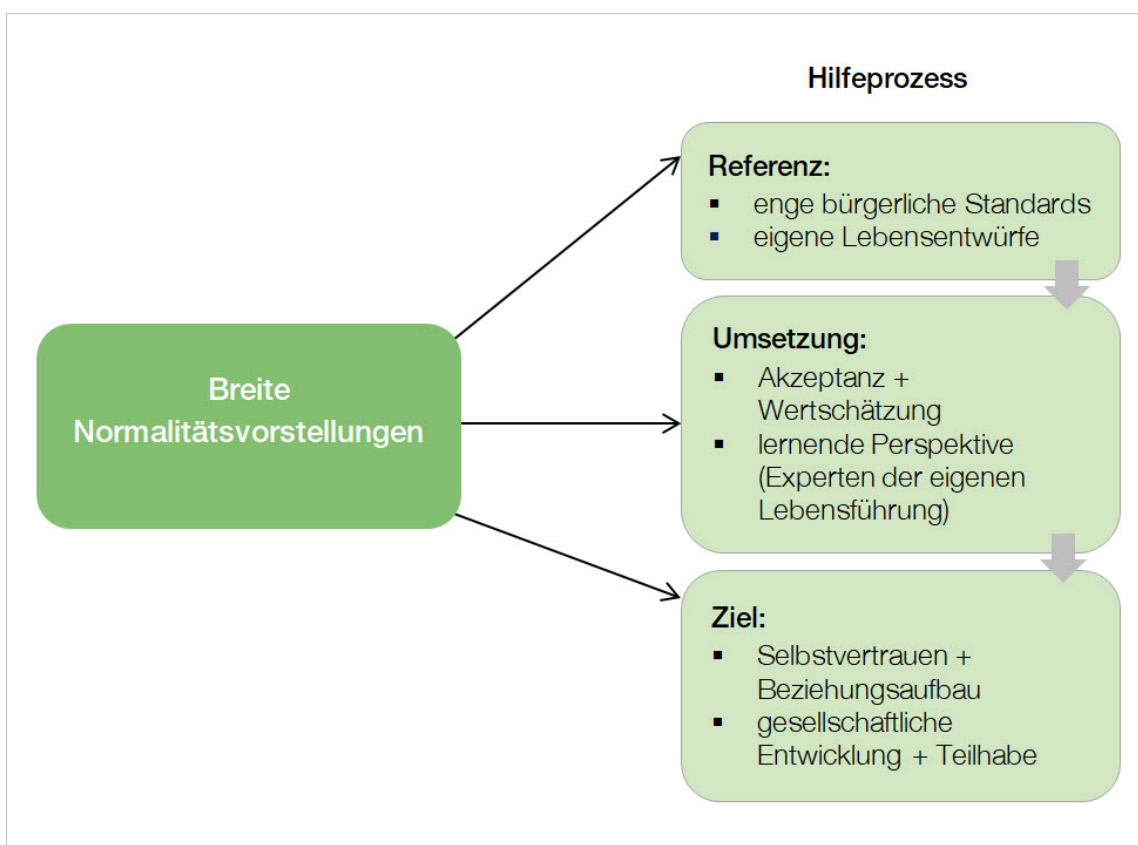 Hilfeprozess
Breite
Normalitätsvorstellungen
Referenz:
▪ enge bürgerliche Standards
▪ eigene Lebensentwürfe
Umsetzung:
▪ Akzeptanz +
Wertschätzung
▪ lernende Perspektive
(Experten der eigenen
Lebensführung)
Ziel:
▪ Selbstvertrauen +
Beziehungsaufbau
▪ gesellschaftliche
Entwicklung + Teilhabe